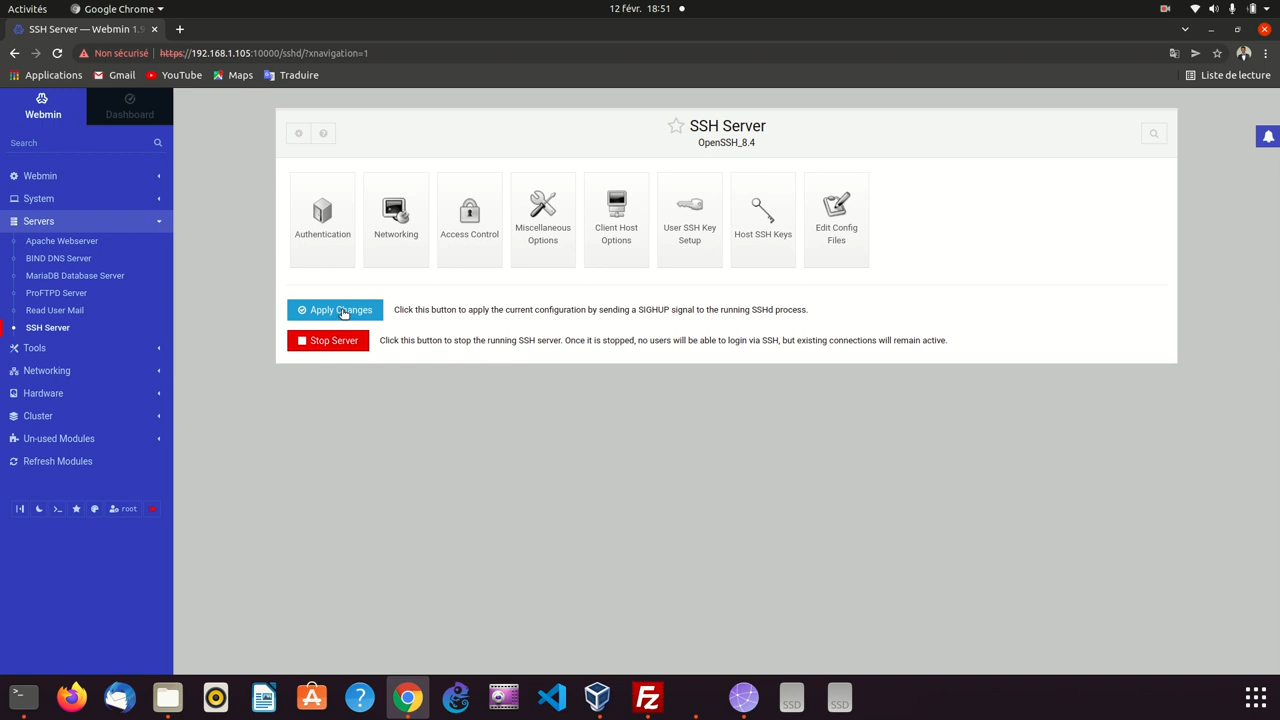 Activités
Google Chrome
12 févr. 18:51
SSH Server — Webmin 1.9
Non sécurisé
https://192.168.1.105:10000/sshd/?xnavigation=1
Applications
Gmail
YouTube
Maps
Traduire
Liste de lecture
Webmin
Dashboard
Search
Webmin
System
Servers
Apache Webserver
BIND DNS Server
MariaDB Database Server
ProFTPD Server
Read User Mail
SSH Server
Tools
Networking
Hardware
Cluster
Un-used Modules
Refresh Modules
root
SSH Server
OpenSSH_8.4
Authentication
Networking
Access Control
Miscellaneous
Options
Client Host
Options
User SSH Key
Setup
Host SSH Keys
Edit Config
Files
Apply Changes
Click this button to apply the current configuration by sending a SIGHUP signal to the running SSHd process.
Stop Server
Click this button to stop the running SSH server. Once it is stopped, no users will be able to login via SSH, but existing connections will remain active.
SSD
SSD